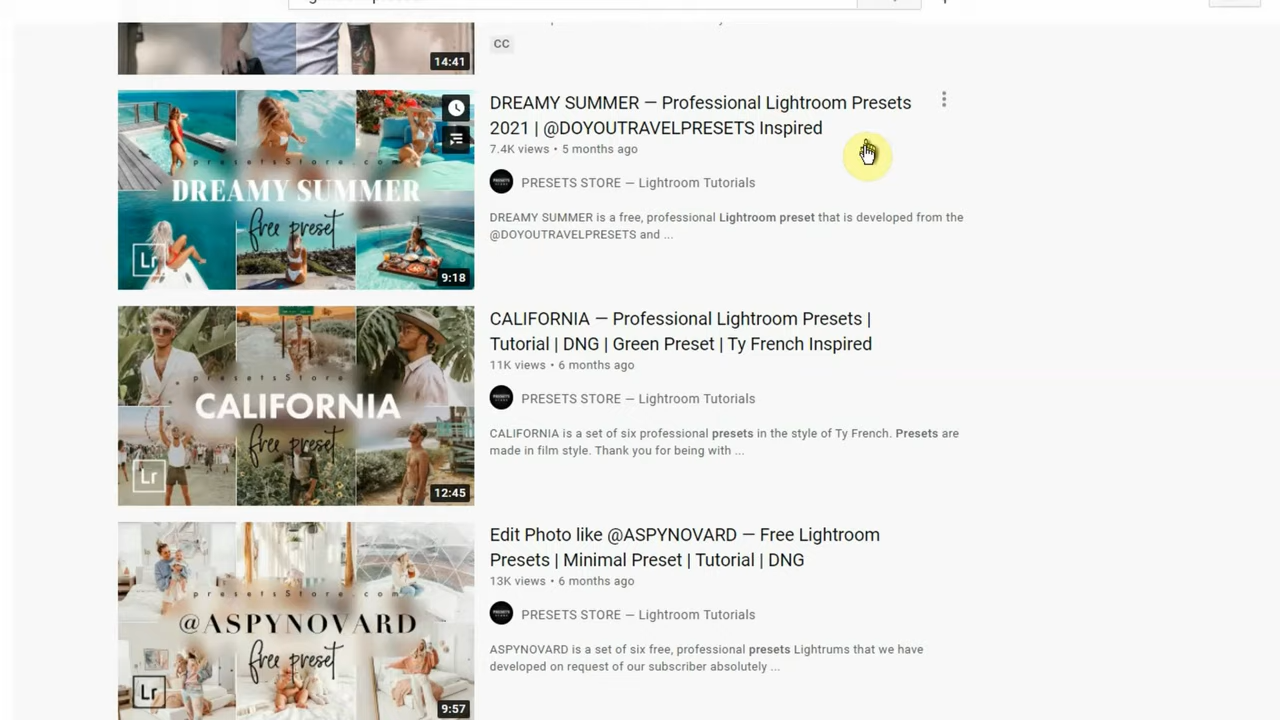 14:41
CC
DREAMY SUMMER — Professional Lightroom Presets
2021 | @DOYOUTRAVELPRESETS Inspired
7.4K views • 5 months ago
PRESETS STORE — Lightroom Tutorials
DREAMY SUMMER is a free, professional Lightroom preset that is developed from the
@DOYOUTRAVELPRESETS and ...
presetsStore.com
DREAMY SUMMER
free preset
Lr
9:18
CALIFORNIA — Professional Lightroom Presets |
Tutorial | DNG | Green Preset | Ty French Inspired
11K views • 6 months ago
PRESETS STORE — Lightroom Tutorials
CALIFORNIA is a set of six professional presets in the style of Ty French. Presets are
made in film style. Thank you for being with ...
presetsStore.com
CALIFORNIA
free preset
Lr
12:45
Edit Photo like @ASPYNOVARD — Free Lightroom
Presets | Minimal Preset | Tutorial | DNG
13K views • 6 months ago
PRESETS STORE — Lightroom Tutorials
ASPYNOVARD is a set of six free, professional presets Lightrums that we have
developed on request of our subscriber absolutely ...
presetsStore.com
@ASPYNOVARD
free preset
Lr
9:57